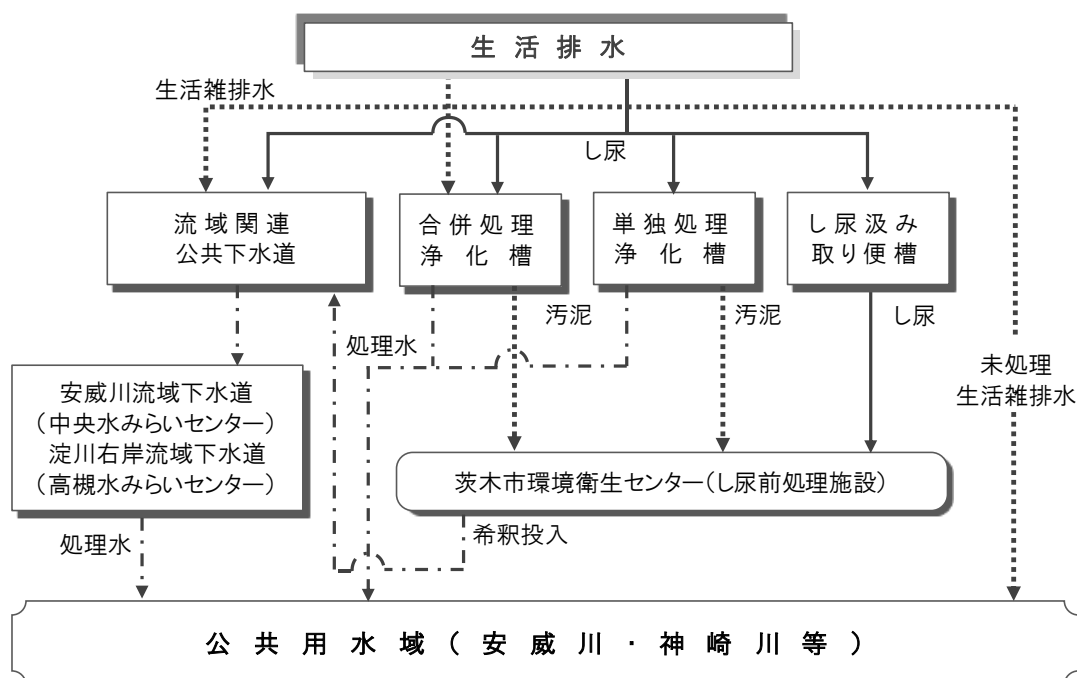 生活排水
生活雑排水
し尿
流域関連
公共下水道
合併処理
浄化槽
単独処理
浄化槽
し尿汲み
取り便槽
汚泥
汚泥
し尿
処理水
未処理
生活雑排水
安威川流域下水道
（中央水みらいセンター）
淀川右岸流域下水道
（高槻水みらいセンター）
茨木市環境衛生センター（し尿前処理施設）
希釈投入
処理水
公共用水域（安威川・神崎川等）